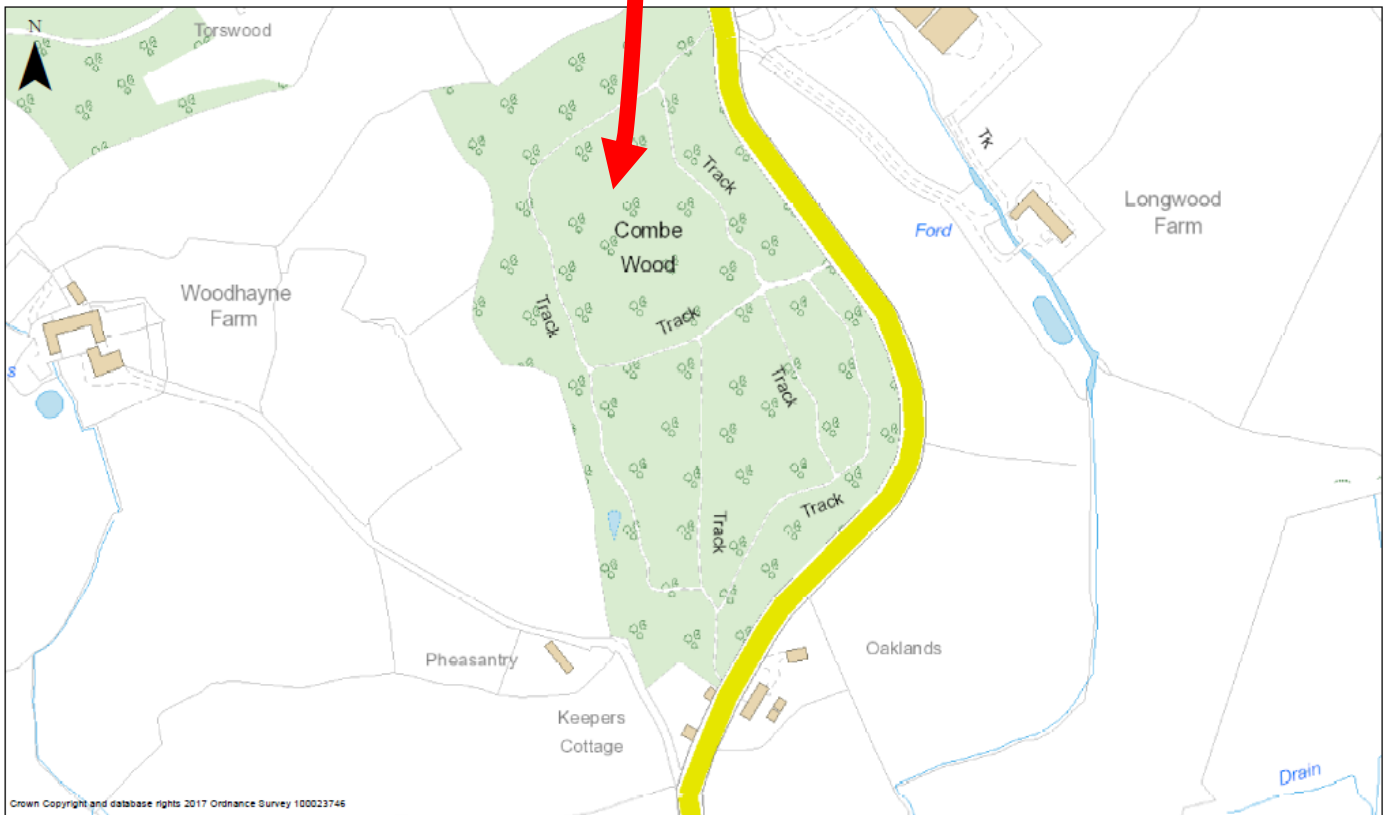 N
Torswood
Tk
Track
Longwood
Farm
Combe
Wood
Ford
Woodhayne
Farm
Track
Track
s
Track
Track
Track
Oaklands
Pheasantry
Keepers
Cottage
Drain
Crown Copyright and database rights 2017 Ordnance Survey 100023746